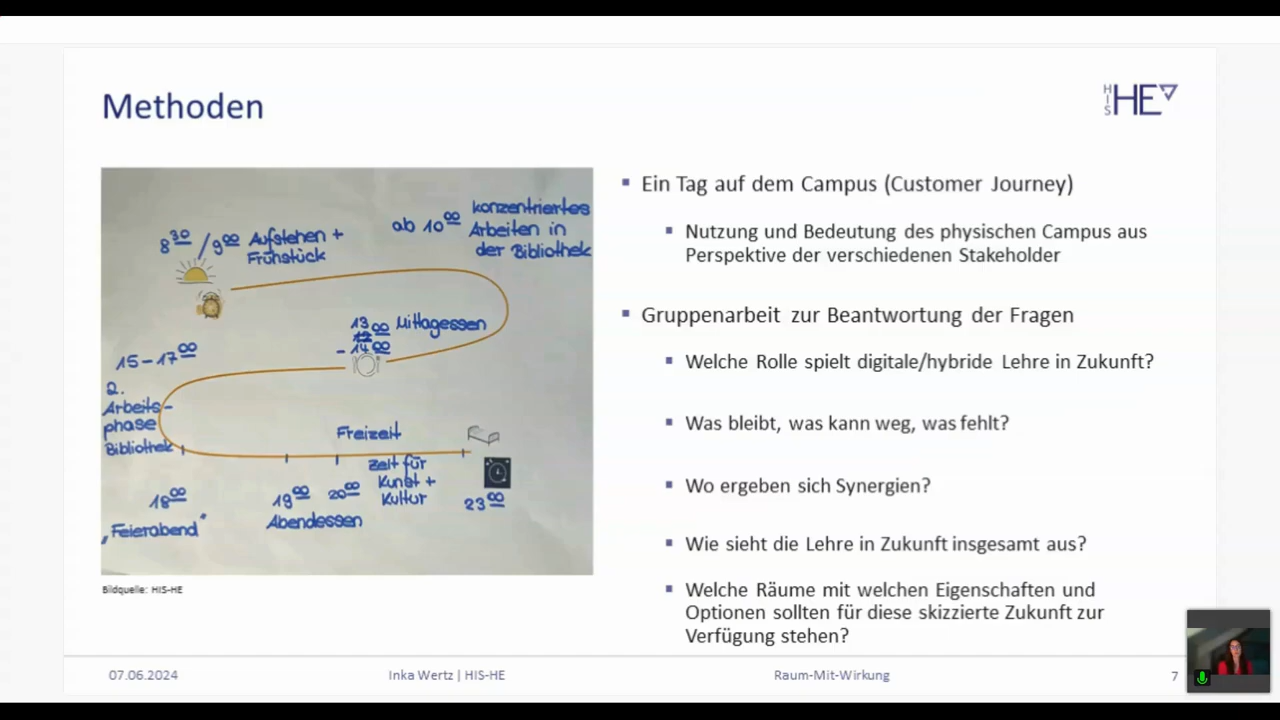 Methoden
HIS HE
8³⁰ / 9⁰⁰ Aufstehen +
Frühstück
ab 10⁰⁰ konzentriertes
Arbeiten in
der Bibliothek
13⁰⁰ Mittagessen
- 14⁰⁰
15-17⁰⁰
2.
Arbeits-
phase
Bibliothek
Freizeit
Zeit für
Kunst +
Kultur
18⁰⁰
„Feierabend"
19⁰⁰ 20⁰⁰
Abendessen
23⁰⁰
Bildquelle: HIS-HE
▪ Ein Tag auf dem Campus (Customer Journey)
▪ Nutzung und Bedeutung des physischen Campus aus
Perspektive der verschiedenen Stakeholder
▪ Gruppenarbeit zur Beantwortung der Fragen
▪ Welche Rolle spielt digitale/hybride Lehre in Zukunft?
▪ Was bleibt, was kann weg, was fehlt?
▪ Wo ergeben sich Synergien?
▪ Wie sieht die Lehre in Zukunft insgesamt aus?
▪ Welche Räume mit welchen Eigenschaften und
Optionen sollten für diese skizzierte Zukunft zur
Verfügung stehen?
07.06.2024
Inka Wertz | HIS-HE
Raum-Mit-Wirkung
7